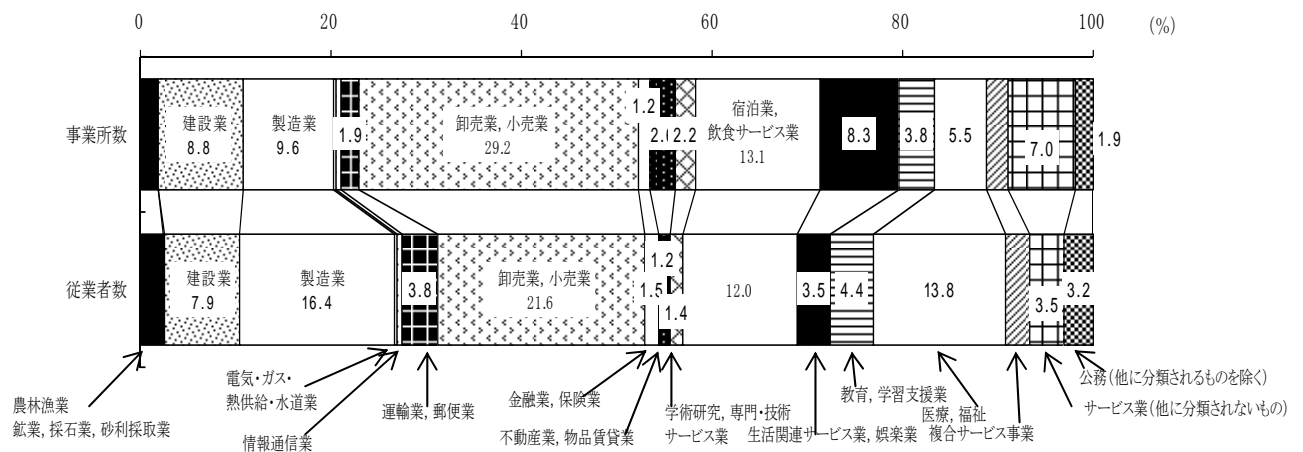 0 20 40 60 80 100 (%)
事業所数
建設業
8.8
製造業
9.6
1.9
卸売業, 小売業
29.2
1.2
2.2
宿泊業,
飲食サービス業
13.1
8.3
3.8
5.5
7.0
1.9
従業者数
建設業
7.9
製造業
16.4
3.8
卸売業, 小売業
21.6
1.5
1.2
1.4
12.0
3.5
4.4
13.8
3.5
3.2
農林漁業
鉱業, 採石業, 砂利採取業
電気・ガス・
熱供給・水道業
情報通信業
運輸業, 郵便業
金融業, 保険業
不動産業, 物品賃貸業
学術研究, 専門・技術
サービス業
生活関連サービス業, 娯楽業
教育, 学習支援業
医療, 福祉
複合サービス事業
サービス業(他に分類されないもの)
公務(他に分類されるものを除く)